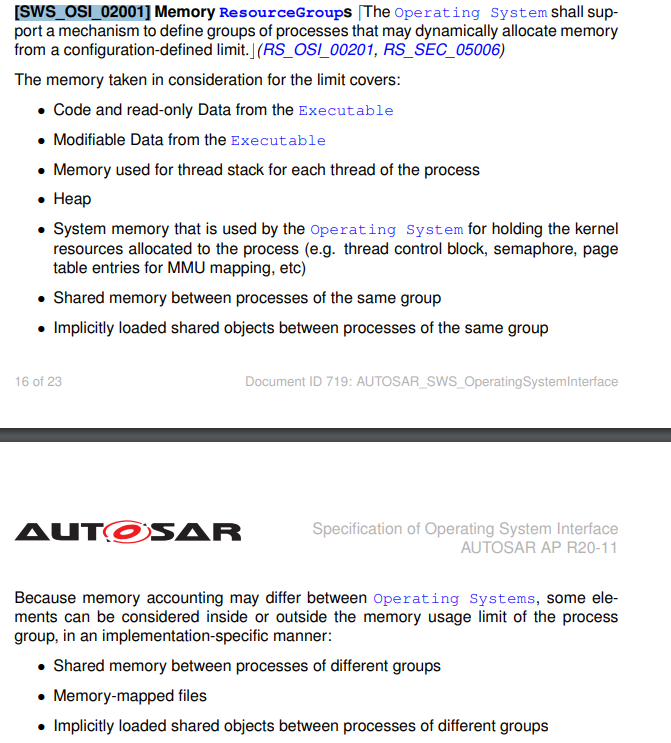 [SWS_OSI_02001] Memory ResourceGroups ⌈The Operating System shall sup-
port a mechanism to define groups of processes that may dynamically allocate memory
from a configuration-defined limit.⌋(RS_OSI_00201, RS_SEC_05006)
The memory taken in consideration for the limit covers:
• Code and read-only Data from the Executable
• Modifiable Data from the Executable
• Memory used for thread stack for each thread of the process
• Heap
• System memory that is used by the Operating System for holding the kernel
resources allocated to the process (e.g. thread control block, semaphore, page
table entries for MMU mapping, etc)
• Shared memory between processes of the same group
• Implicitly loaded shared objects between processes of the same group
16 of 23 Document ID 719: AUTOSAR_SWS_OperatingSystemInterface
AUTOSAR Specification of Operating System Interface
AUTOSAR AP R20-11
Because memory accounting may differ between Operating Systems, some ele-
ments can be considered inside or outside the memory usage limit of the process
group, in an implementation-specific manner:
• Shared memory between processes of different groups
• Memory-mapped files
• Implicitly loaded shared objects between processes of different groups